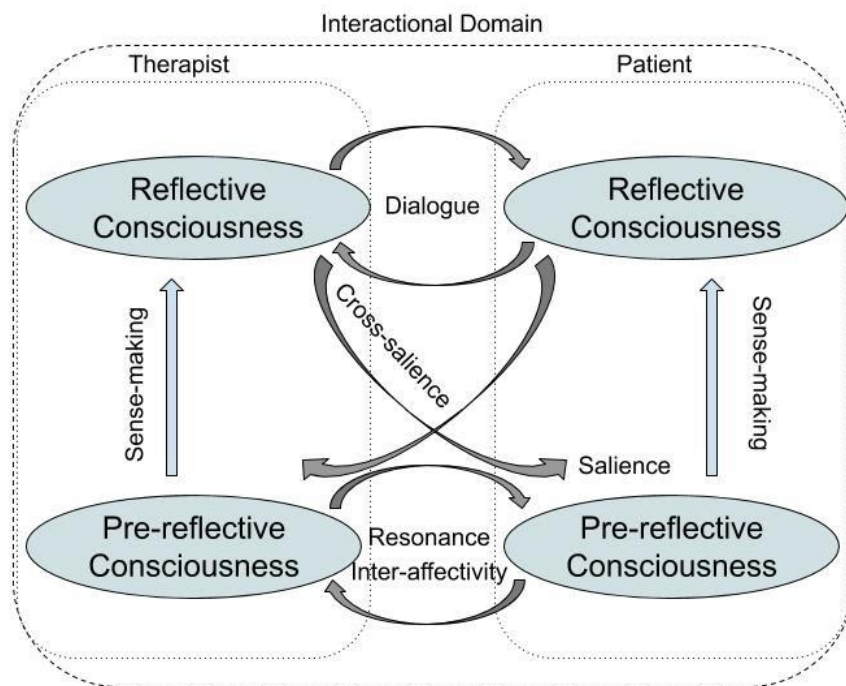 Interactional Domain
Therapist
Patient
Reflective
Consciousness
Dialogue
Reflective
Consciousness
Sense-making
Cross-salience
Sense-making
Salience
Pre-reflective
Consciousness
Resonance
Inter-affectivity
Pre-reflective
Consciousness